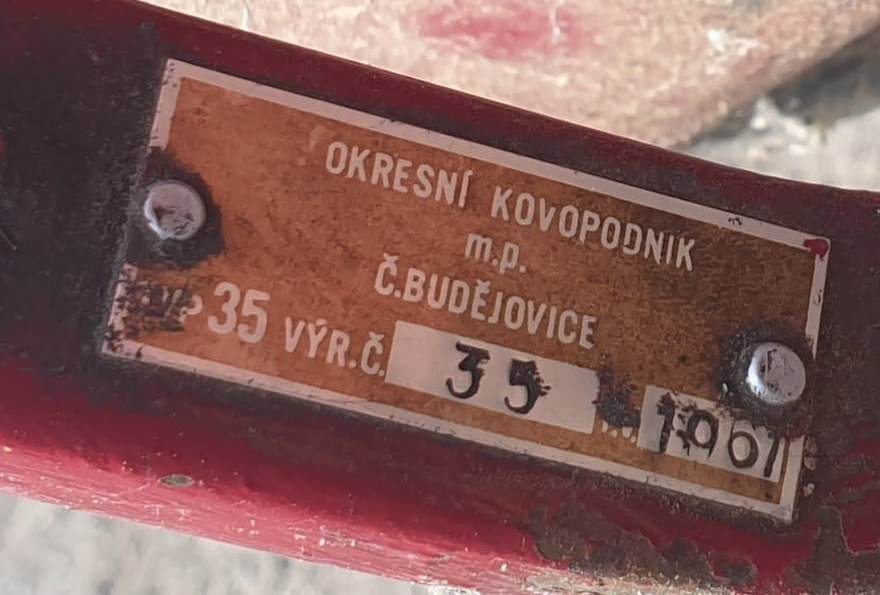 OKRESNÍ KOVOPODNIK
m.p.
Č.BUDĚJOVICE
35 VÝR.Č. 35 1961